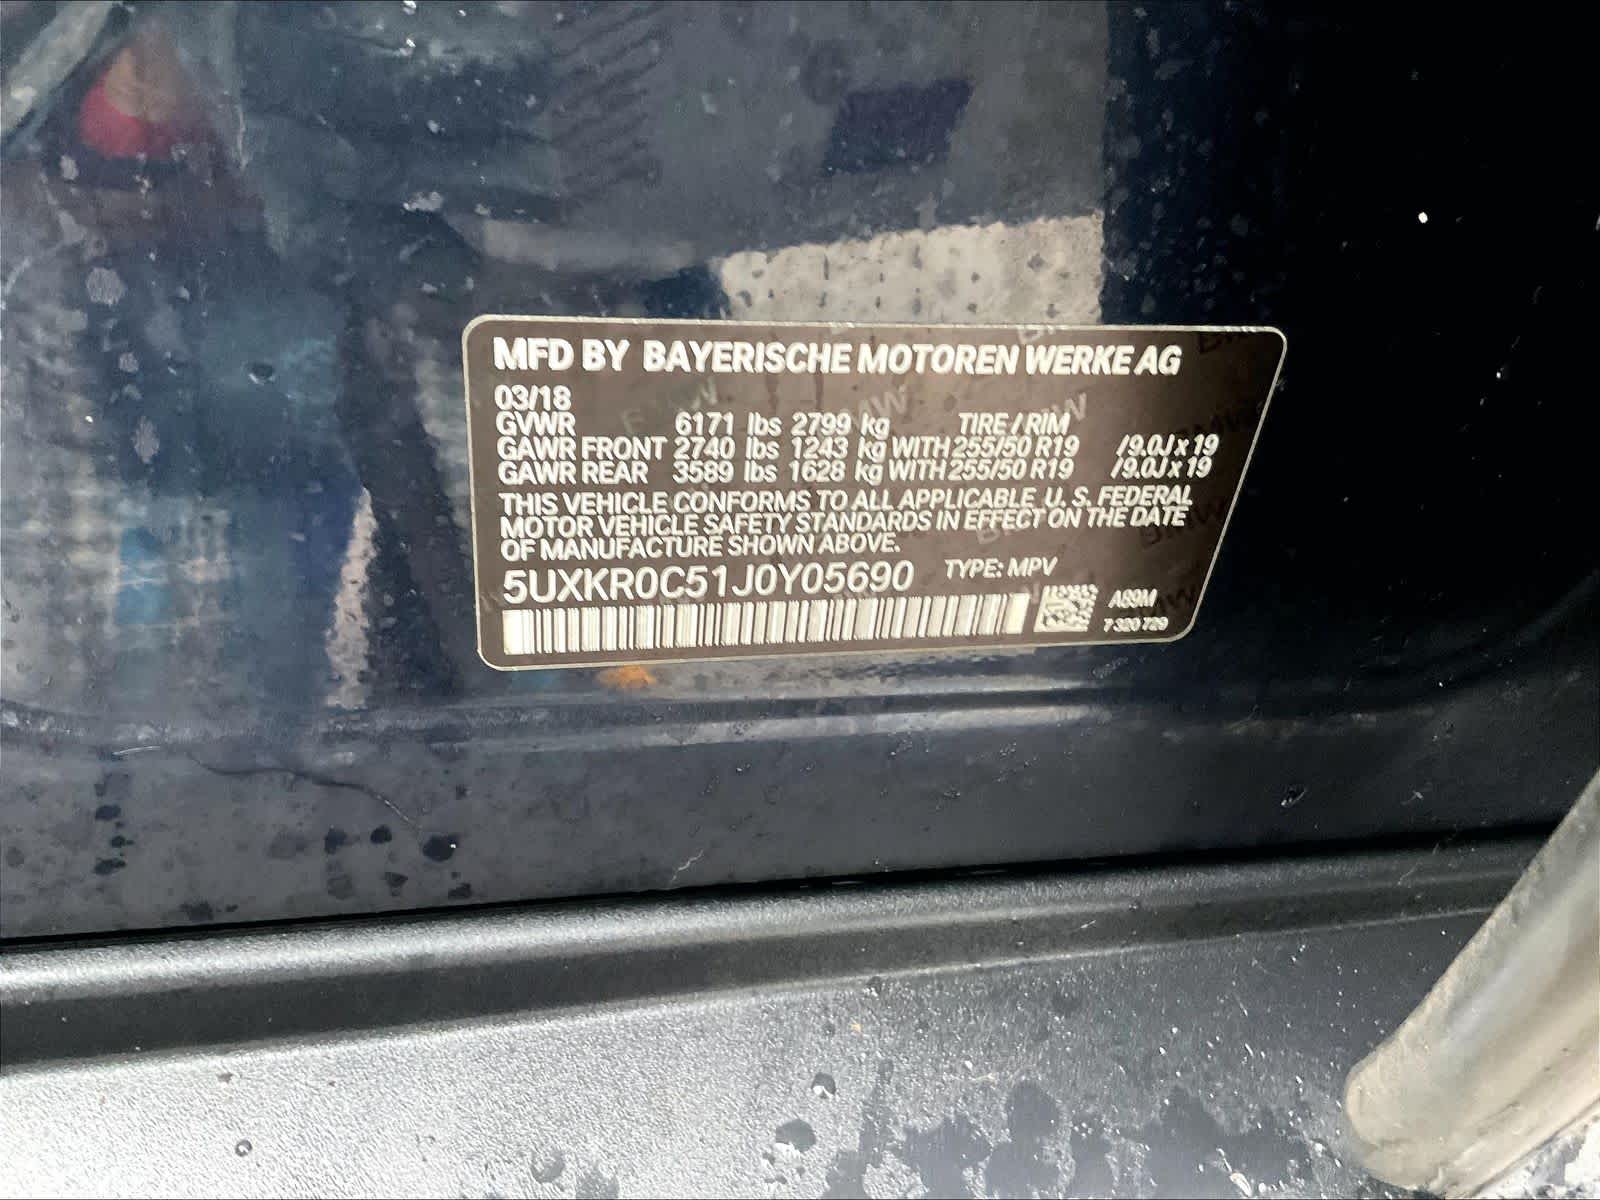 MFD BY BAYERISCHE MOTOREN WERKE AG
03/18
GVWR 6171 lbs 2799 kg TIRE / RIM
GAWR FRONT 2740 lbs 1243 kg WITH 255/50 R19 /9.0J x 19
GAWR REAR 3589 lbs 1628 kg WITH 255/50 R19 /9.0J x 19
THIS VEHICLE CONFORMS TO ALL APPLICABLE U. S. FEDERAL
MOTOR VEHICLE SAFETY STANDARDS IN EFFECT ON THE DATE
OF MANUFACTURE SHOWN ABOVE.
5UXKR0C51J0Y05690 TYPE: MPV
A89M
7 320 729